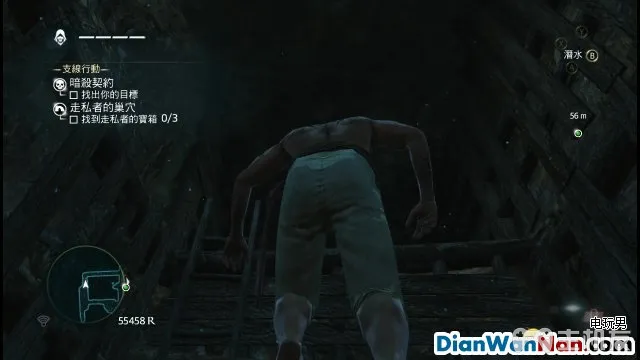 支線行動
暗殺契約
找出你的目標
走私者的巢穴
找到走私者的寶箱 0/3
潛水 B
56 m
55458 R
电玩男
DianWanNan.com